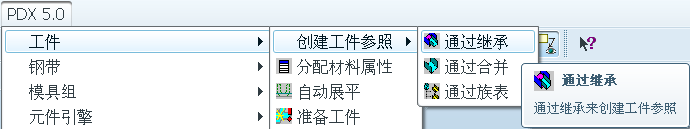 PDX 5.0
工件
钢带
模具组
元件引擎
创建工件参照
分配材料属性
自动展平
准备工件
通过继承
通过合并
通过族表
通过继承
通过继承来创建工件参照